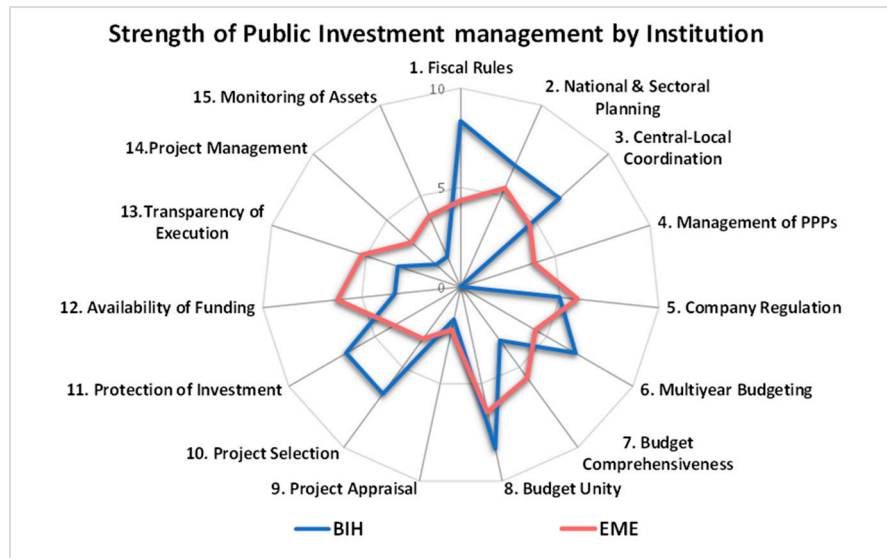 Strength of Public Investment management by Institution
1. Fiscal Rules
10
2. National & Sectoral
Planning
15. Monitoring of Assets
3. Central-Local
Coordination
14.Project Management
5
13.Transparency of
Execution
4. Management of PPPs
0
12. Availability of Funding
5. Company Regulation
11. Protection of Investment
6. Multiyear Budgeting
10. Project Selection
7. Budget
Comprehensiveness
9. Project Appraisal
8. Budget Unity
BIH
EME